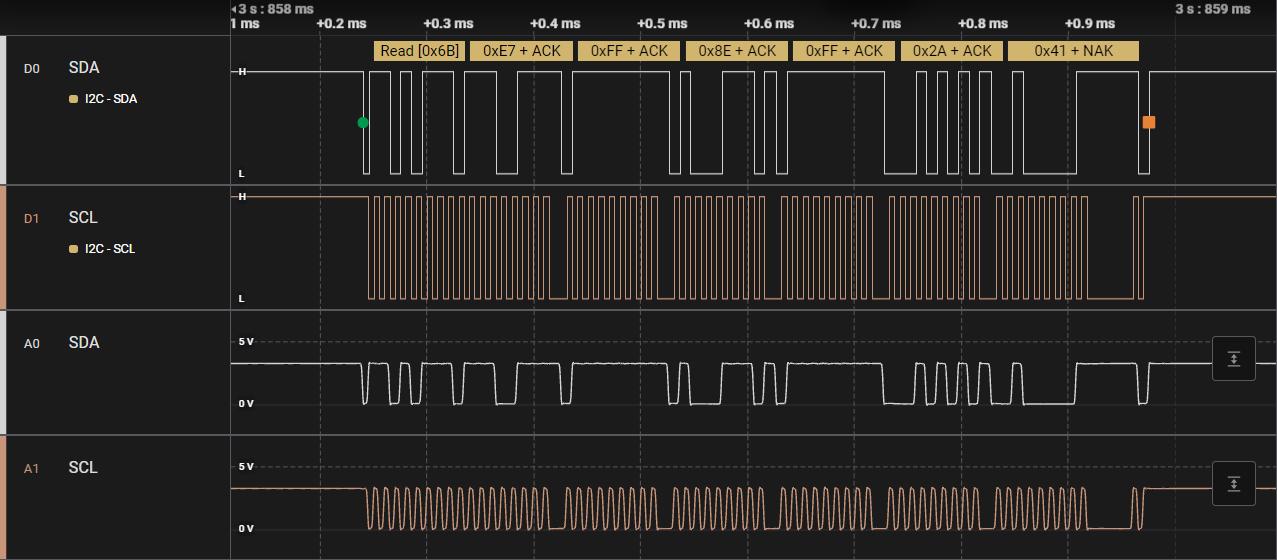 3 s : 858 ms
3 s : 859 ms
1 ms
+0.2 ms
+0.3 ms
+0.4 ms
+0.5 ms
+0.6 ms
+0.7 ms
+0.8 ms
+0.9 ms
Read [0x6B]
0xE7 + ACK
0xFF + ACK
0x8E + ACK
0xFF + ACK
0x2A + ACK
0x41 + NAK
D0
SDA
I2C - SDA
H
L
D1
SCL
I2C - SCL
H
L
A0
SDA
5 V
0 V
A1
SCL
5 V
0 V